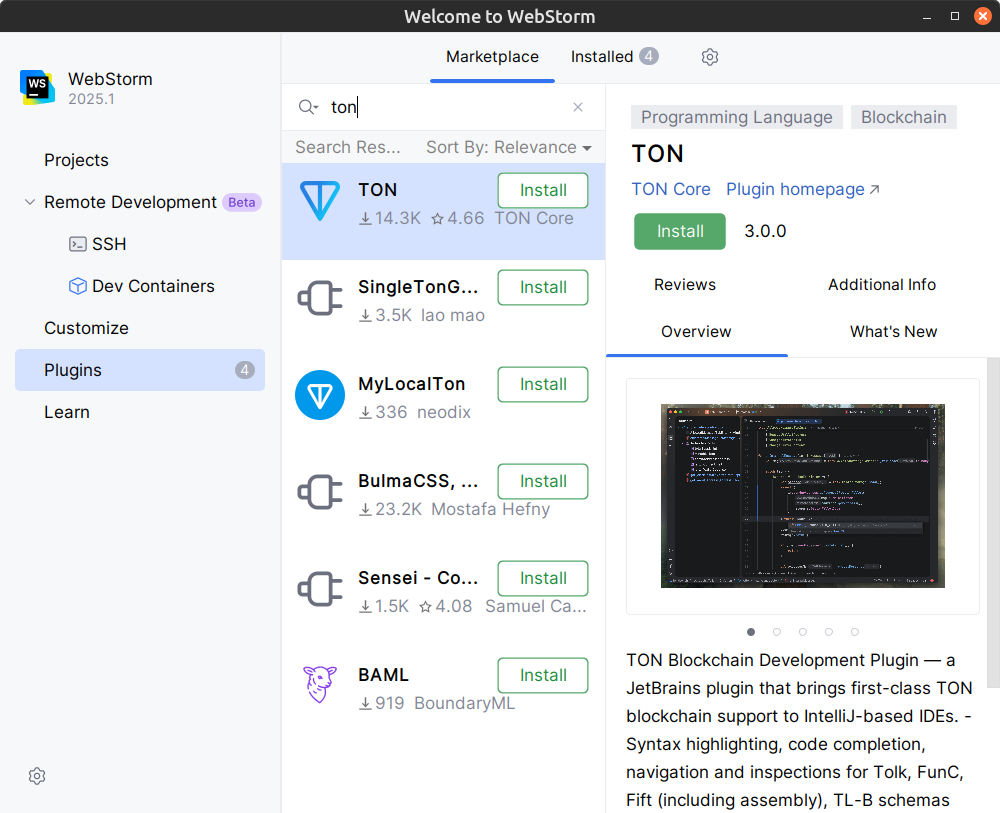 Welcome to WebStorm
WS
WebStorm
2025.1
Projects
Remote Development Beta
SSH
Dev Containers
Customize
Plugins 4
Learn
Marketplace Installed 4
ton
Search Res... Sort By: Relevance
TON Install
14.3K 4.66 TON Core
SingleTonG... Install
3.5K lao mao
MyLocalTon Install
336 neodix
BulmaCSS, ... Install
23.2K Mostafa Hefny
Sensei - Co... Install
1.5K 4.08 Samuel Ca...
BAML Install
919 BoundaryML
Programming Language Blockchain
TON
TON Core Plugin homepage ↗
Install 3.0.0
Reviews Additional Info
Overview What's New
TON Blockchain Development Plugin — a
JetBrains plugin that brings first-class TON
blockchain support to IntelliJ-based IDEs. -
Syntax highlighting, code completion,
navigation and inspections for Tolk, FunC,
Fift (including assembly), TL-B schemas